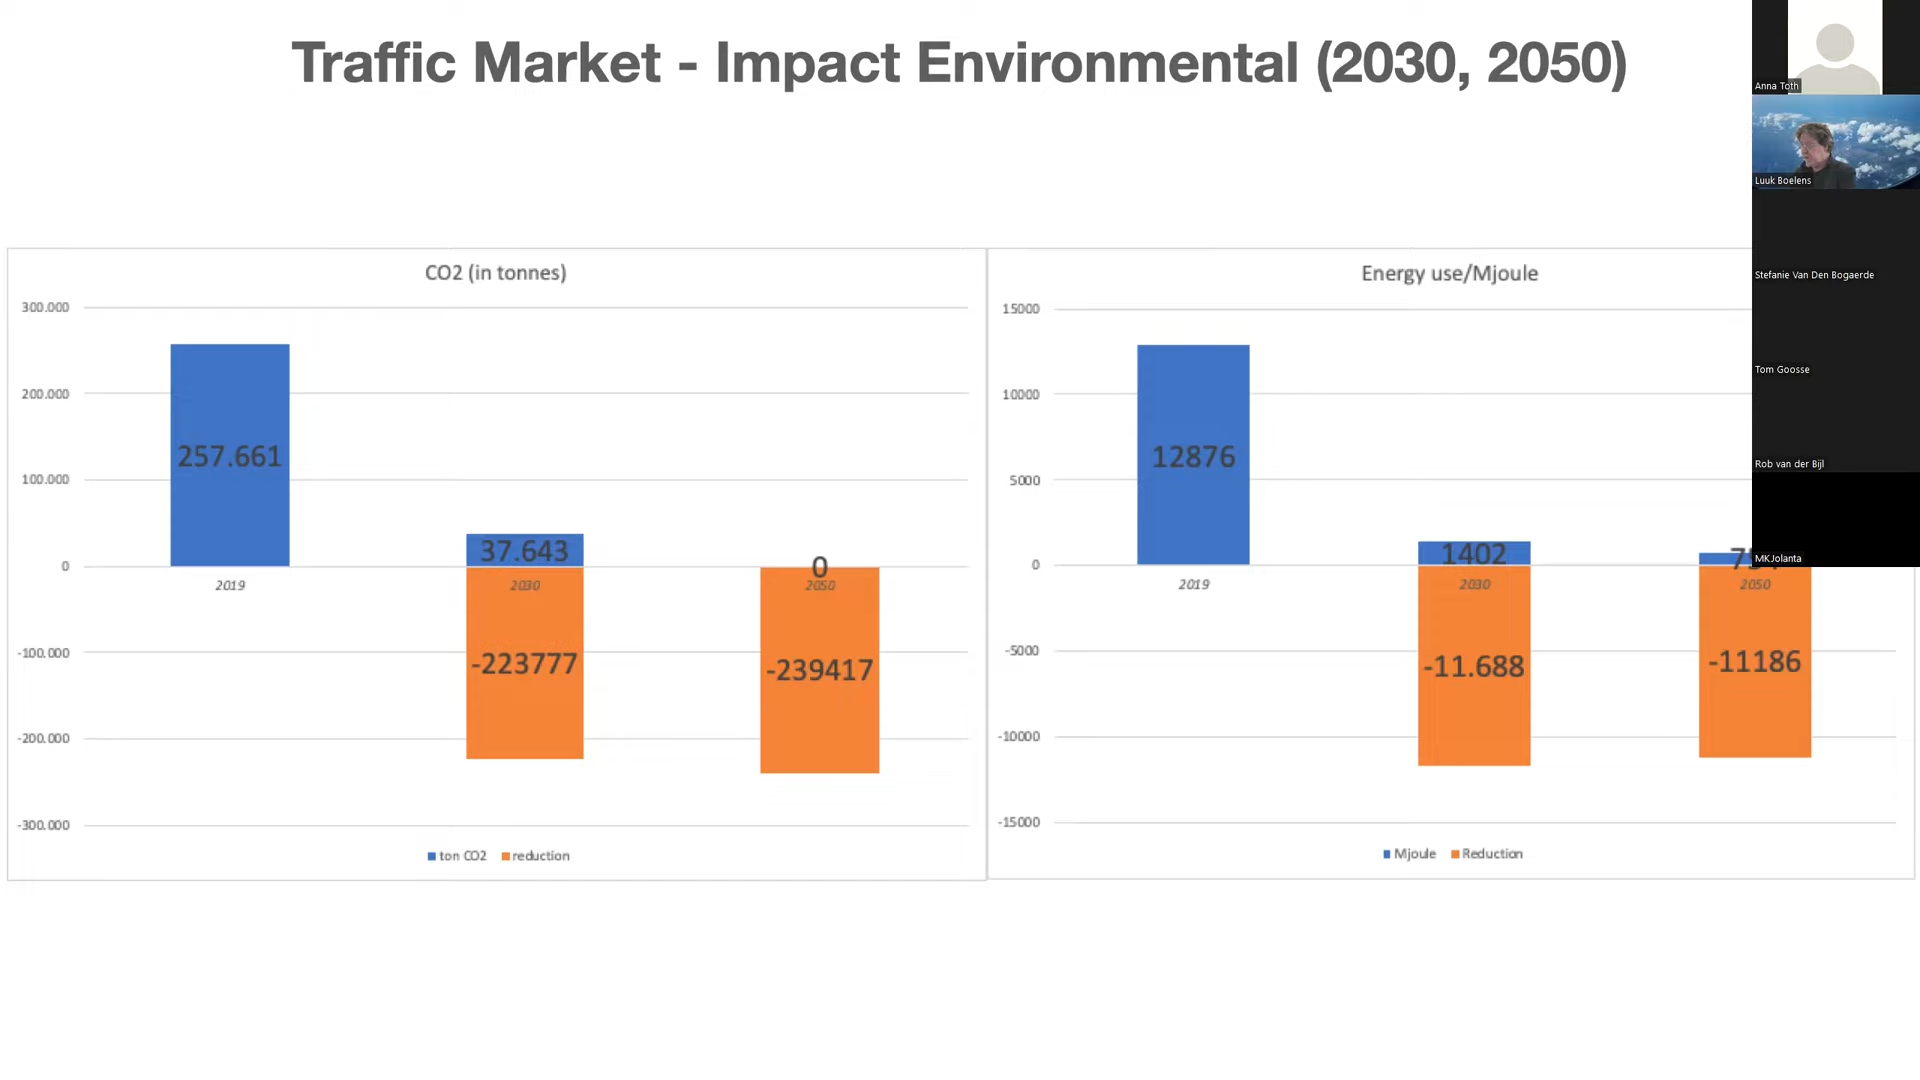 Traffic Market - Impact Environmental (2030, 2050)
Anna Toth
Luuk Boelens
Stefanie Van Den Bogaerde
Tom Goosse
Rob van der Bijl
MKJolanta
CO2 (in tonnes)
300.000
200.000
100.000
0
-100.000
-200.000
-300.000
257.661
37.643
0
2019
2030
2050
-223777
-239417
ton CO2
reduction
Energy use/Mjoule
15000
10000
5000
0
-5000
-10000
-15000
12876
1402
2019
2030
2050
-11.688
-11186
Mjoule
Reduction